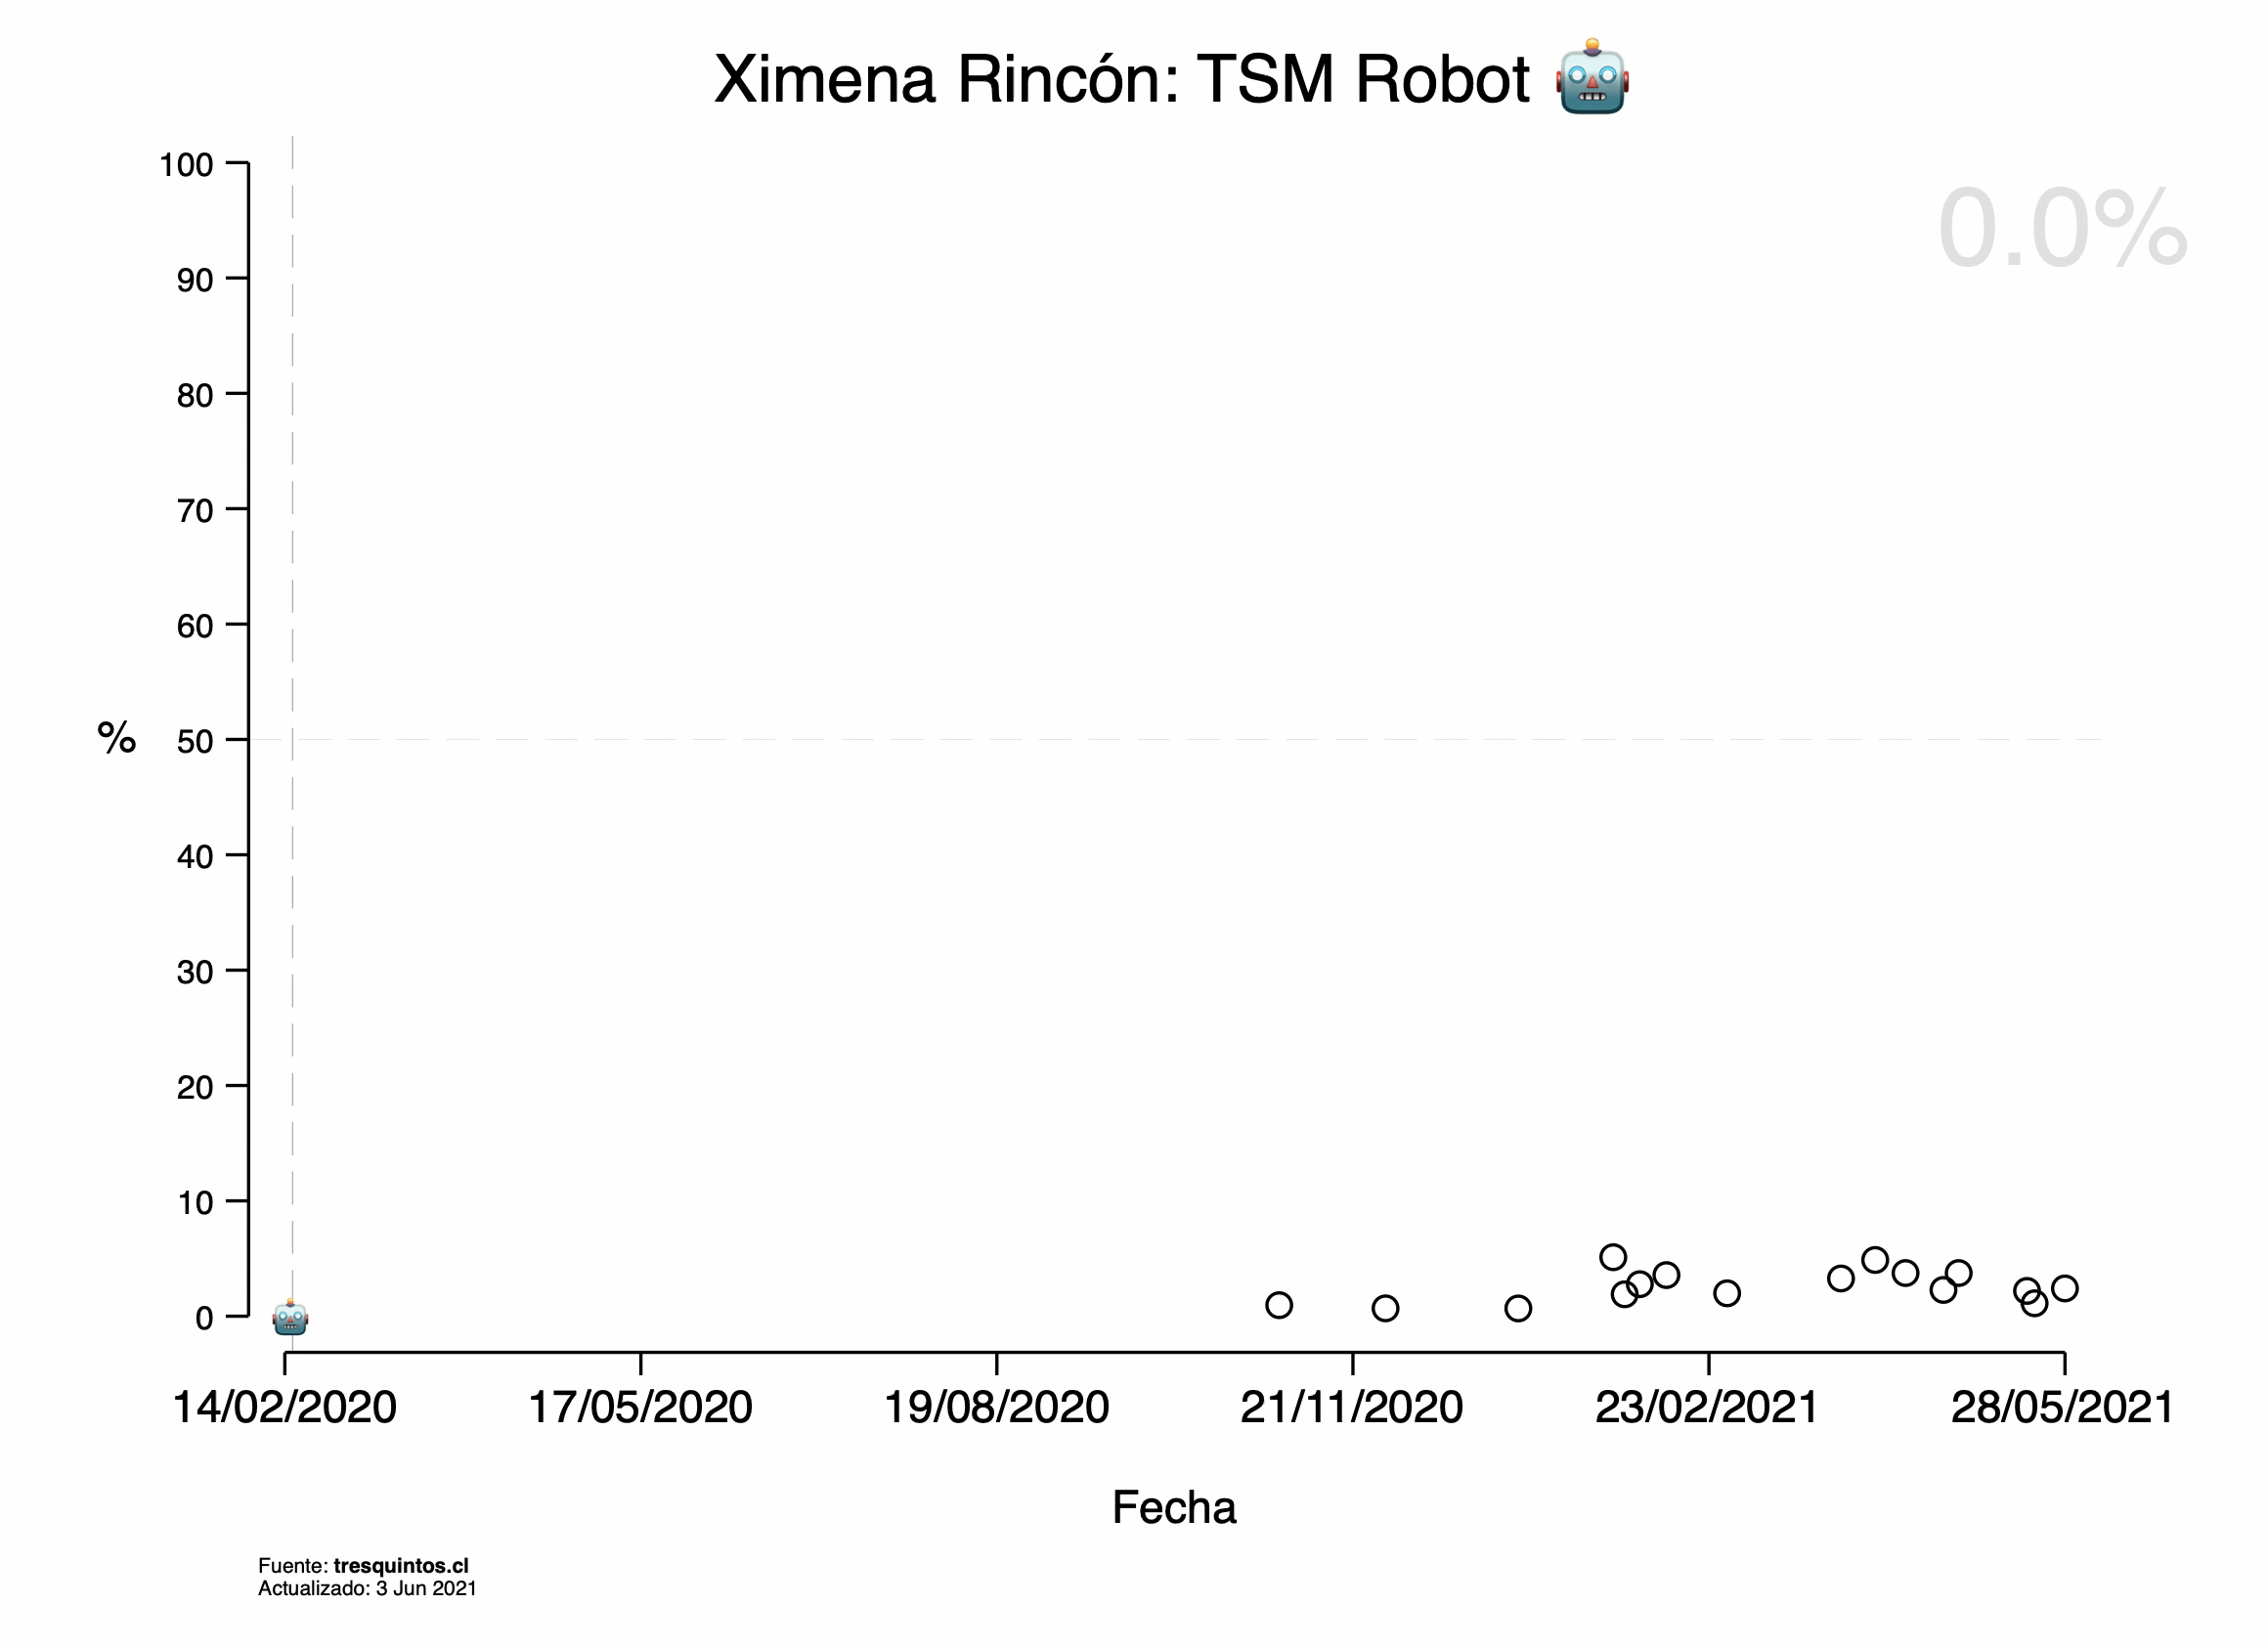 Ximena Rincón: TSM Robot 🤖
0.0%
100
90
80
70
60
50
40
30
20
10
0
%
14/02/2020 17/05/2020 19/08/2020 21/11/2020 23/02/2021 28/05/2021
Fecha
Fuente: tresquintos.cl
Actualizado: 3 Jun 2021